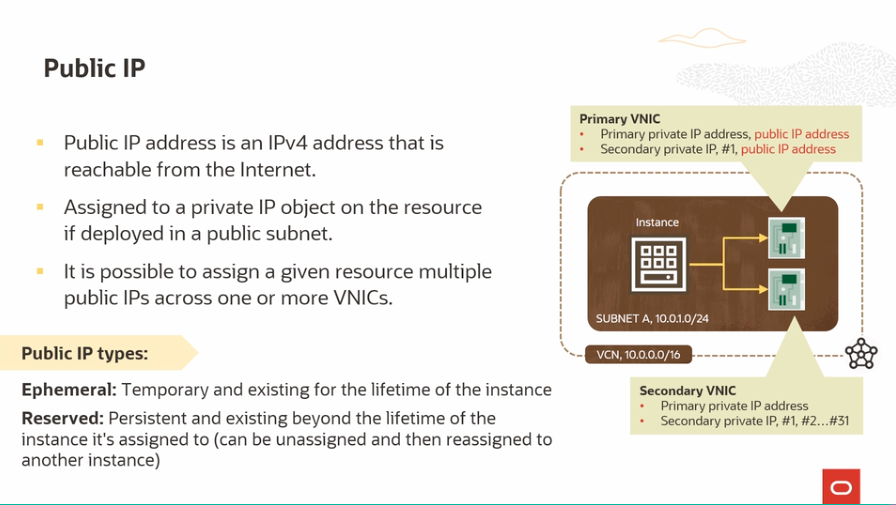 Public IP
Public IP address is an IPv4 address that is
reachable from the Internet.
Assigned to a private IP object on the resource
if deployed in a public subnet.
It is possible to assign a given resource multiple
public IPs across one or more VNICs.
Public IP types:
Ephemeral: Temporary and existing for the lifetime of the instance
Reserved: Persistent and existing beyond the lifetime of the
instance it's assigned to (can be unassigned and then reassigned to
another instance)
Primary VNIC
• Primary private IP address, public IP address
• Secondary private IP, #1, public IP address
Instance
SUBNET A, 10.0.1.0/24
VCN, 10.0.0.0/16
Secondary VNIC
• Primary private IP address
• Secondary private IP, #1, #2...#31